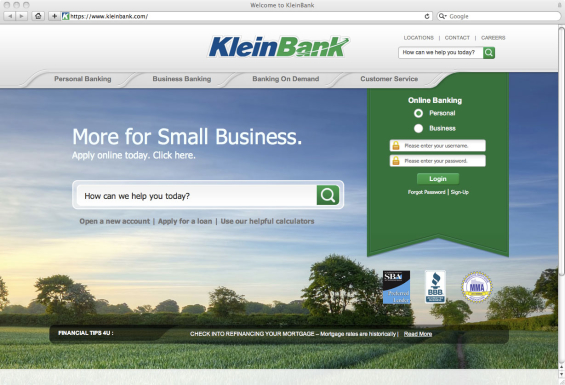 Welcome to KleinBank
https://www.kleinbank.com/
Google
KleinBank
LOCATIONS | CONTACT | CAREERS
How can we help you today?
Personal Banking
Business Banking
Banking On Demand
Customer Service
Online Banking
Personal
Business
Please enter your username.
Please enter your password.
Login
Forgot Password | Sign-Up
More for Small Business.
Apply online today. Click here.
How can we help you today?
Open a new account | Apply for a loan | Use our helpful calculators
SBA
BBB
MMA
FINANCIAL TIPS 4U :
CHECK INTO REFINANCING YOUR MORTGAGE – Mortgage rates are historically | Read More